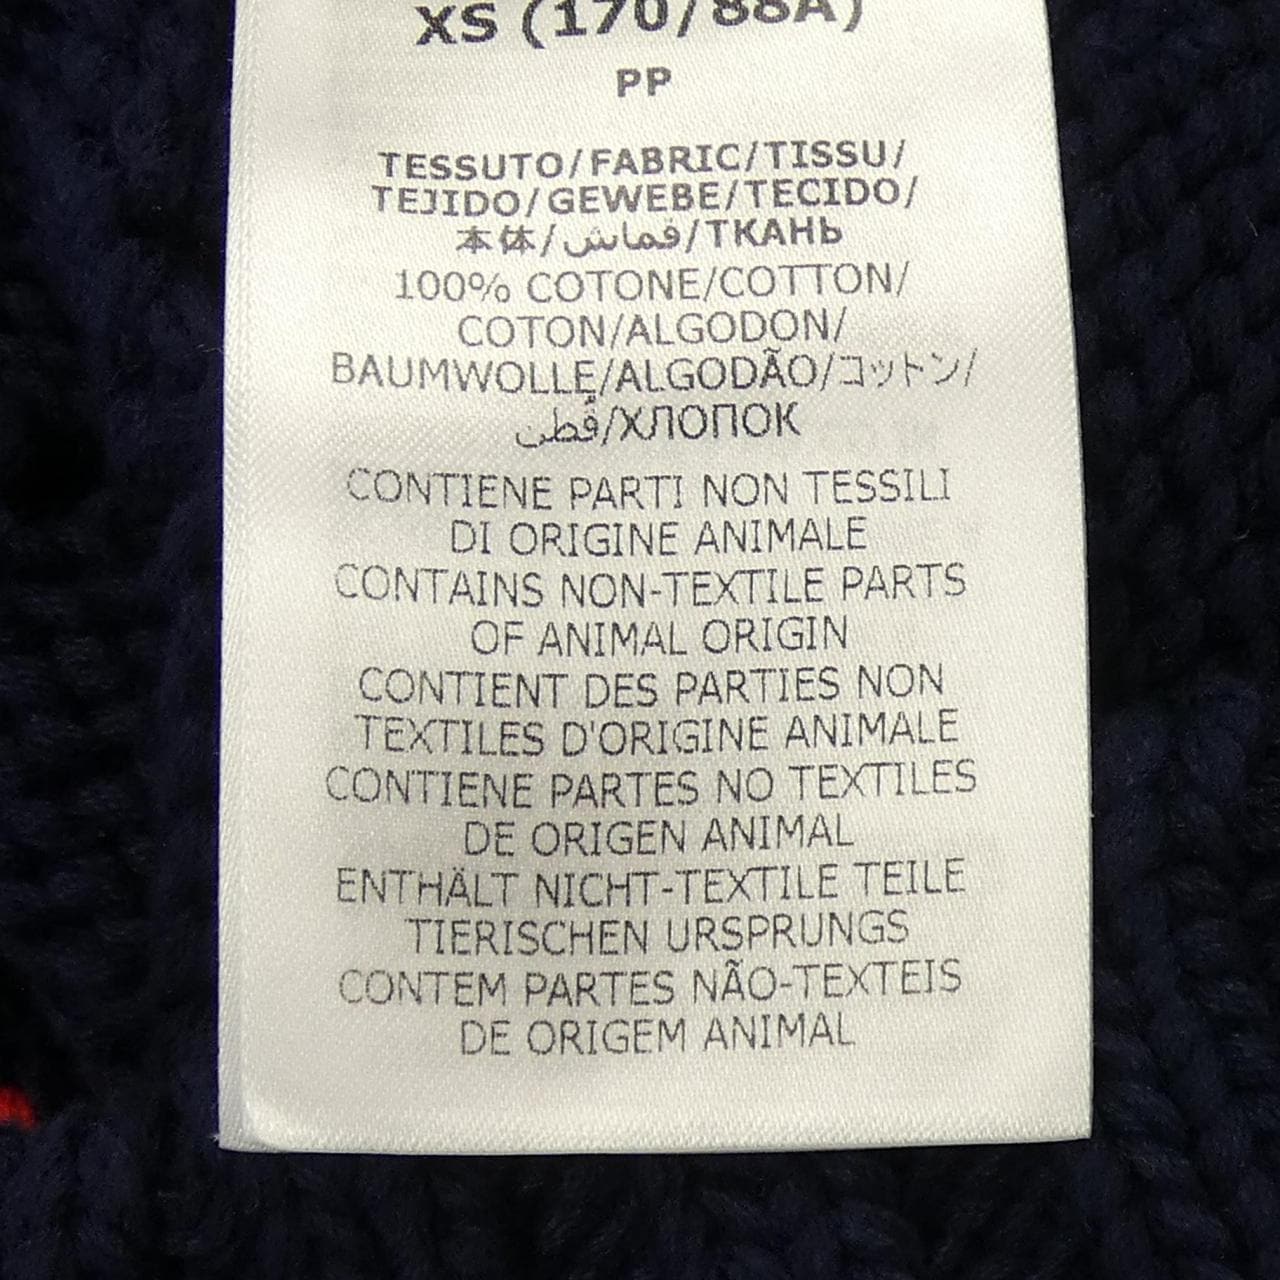 XS (170/88A)
PP
TESSUTO/FABRIC/TISSU/
TEJIDO/GEWEBE/TECIDO/
本体/قماش/ТКАНЬ
100% COTONE/COTTON/
COTON/ALGODON/
BAUMWOLLE/ALGODÃO/コットン/
قُطن/ХЛОПОК
CONTIENE PARTI NON TESSILI
DI ORIGINE ANIMALE
CONTAINS NON-TEXTILE PARTS
OF ANIMAL ORIGIN
CONTIENT DES PARTIES NON
TEXTILES D'ORIGINE ANIMALE
CONTIENE PARTES NO TEXTILES
DE ORIGEN ANIMAL
ENTHÄLT NICHT-TEXTILE TEILE
TIERISCHEN URSPRUNGS
CONTEM PARTES NÃO-TEXTEIS
DE ORIGEM ANIMAL